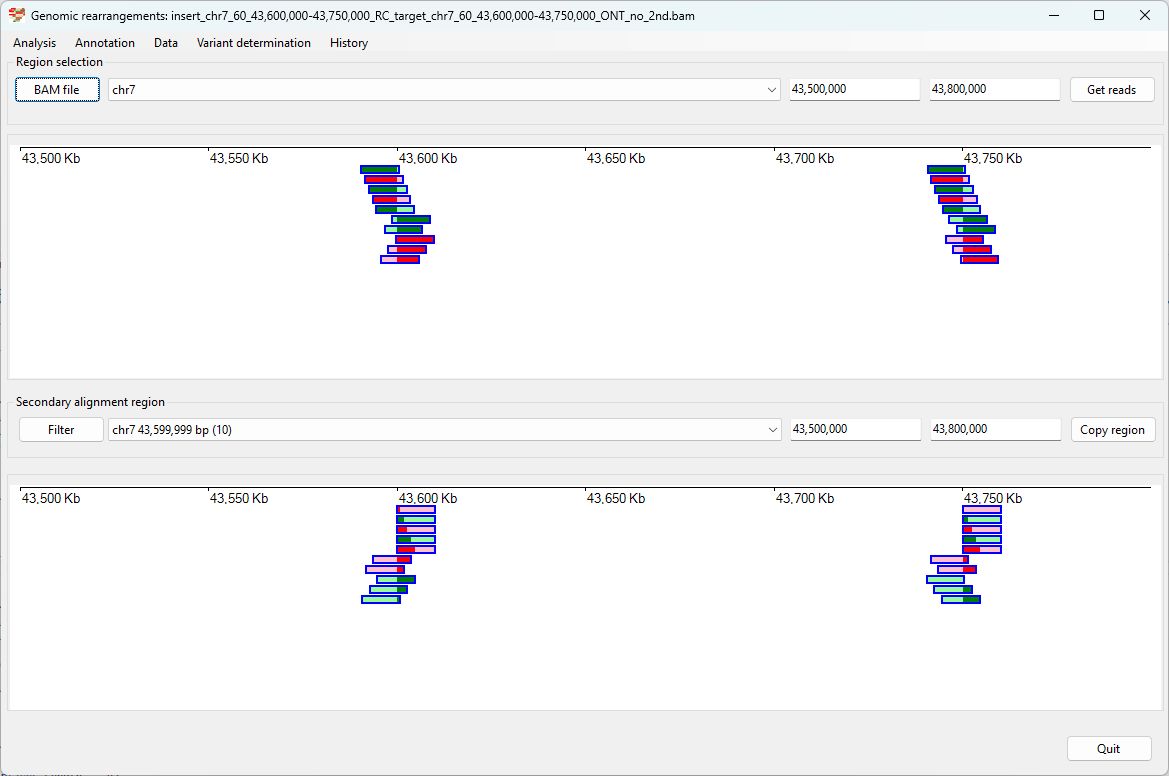 Genomic rearrangements: insert_chr7_60_43,600,000-43,750,000_RC_target_chr7_60_43,600,000-43,750,000_ONT_no_2nd.bam
Analysis Annotation Data Variant determination History
Region selection
BAM file chr7 43,500,000 43,800,000 Get reads
43,500 Kb 43,550 Kb 43,600 Kb 43,650 Kb 43,700 Kb 43,750 Kb
Secondary alignment region
Filter chr7 43,599,999 bp (10) 43,500,000 43,800,000 Copy region
43,500 Kb 43,550 Kb 43,600 Kb 43,650 Kb 43,700 Kb 43,750 Kb
Quit